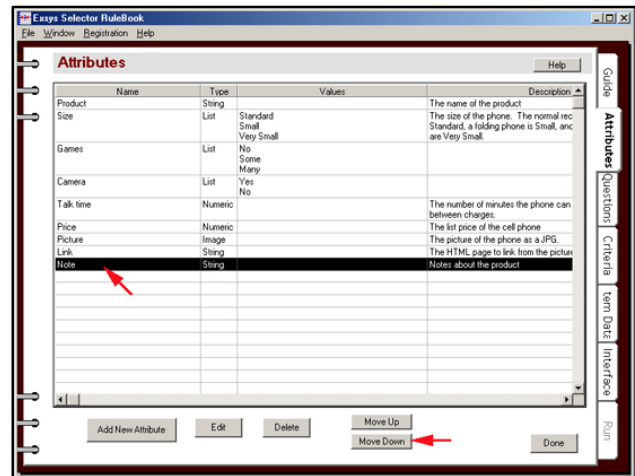 Exsys Selector RuleBook
File Window Registration Help
Attributes
Help
Name Type Values Description
Product String The name of the product
Size List Standard The size of the phone. The normal rec
Small Standard, a folding phone is Small, and
Very Small are Very Small.
Games List No
Some
Many
Camera List Yes
No
Talk time Numeric The number of minutes the phone can
between charges.
Price Numeric The list price of the cell phone
Picture Image The picture of the phone as a JPG.
Link String The HTML page to link from the picture
Note String Notes about the product
Add New Attribute Edit Delete Move Up
Move Down
Done
Guide
Attributes
Questions
Criteria
tem Data
Interface
Run